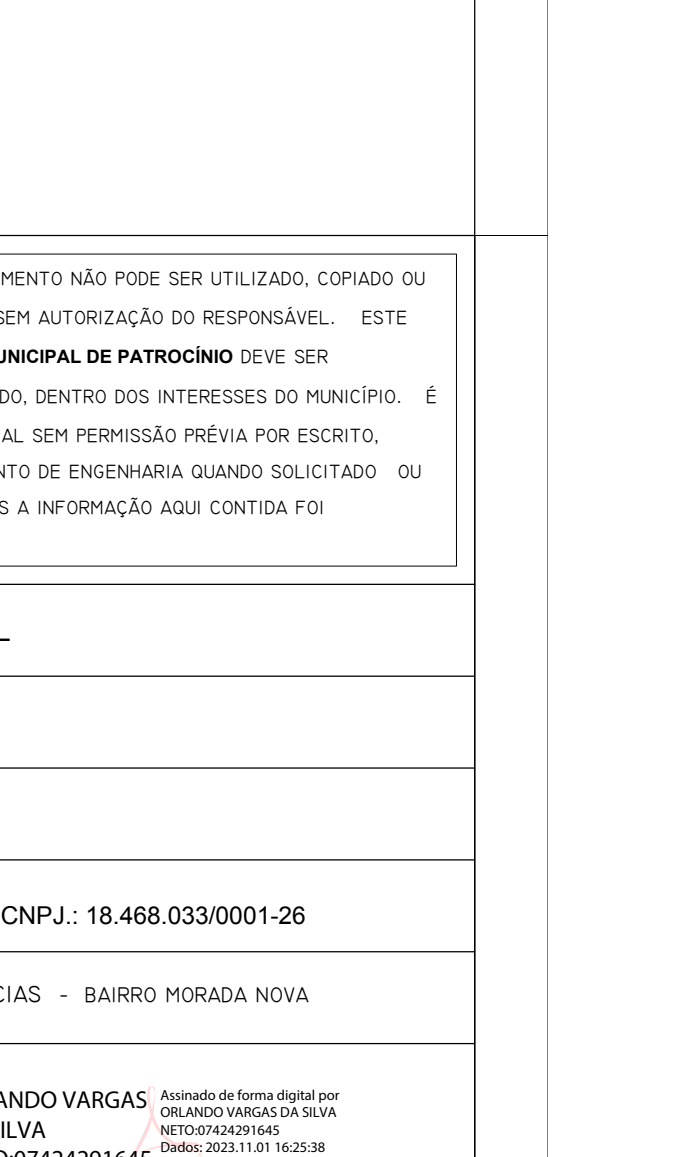 MENTO NÃO PODE SER UTILIZADO, COPIADO OU
SEM AUTORIZAÇÃO DO RESPONSÁVEL. ESTE
UNICIPAL DE PATROCÍNIO DEVE SER
DO, DENTRO DOS INTERESSES DO MUNICÍPIO. É
AL SEM PERMISSÃO PRÉVIA POR ESCRITO,
NTO DE ENGENHARIA QUANDO SOLICITADO OU
S A INFORMAÇÃO AQUI CONTIDA FOI
CNPJ.: 18.468.033/0001-26
CIAS - BAIRRO MORADA NOVA
ANDO VARGAS
ILVA
O:07424291645
Assinado de forma digital por
ORLANDO VARGAS DA SILVA
NETO:07424291645
Dados: 2023.11.01 16:25:38